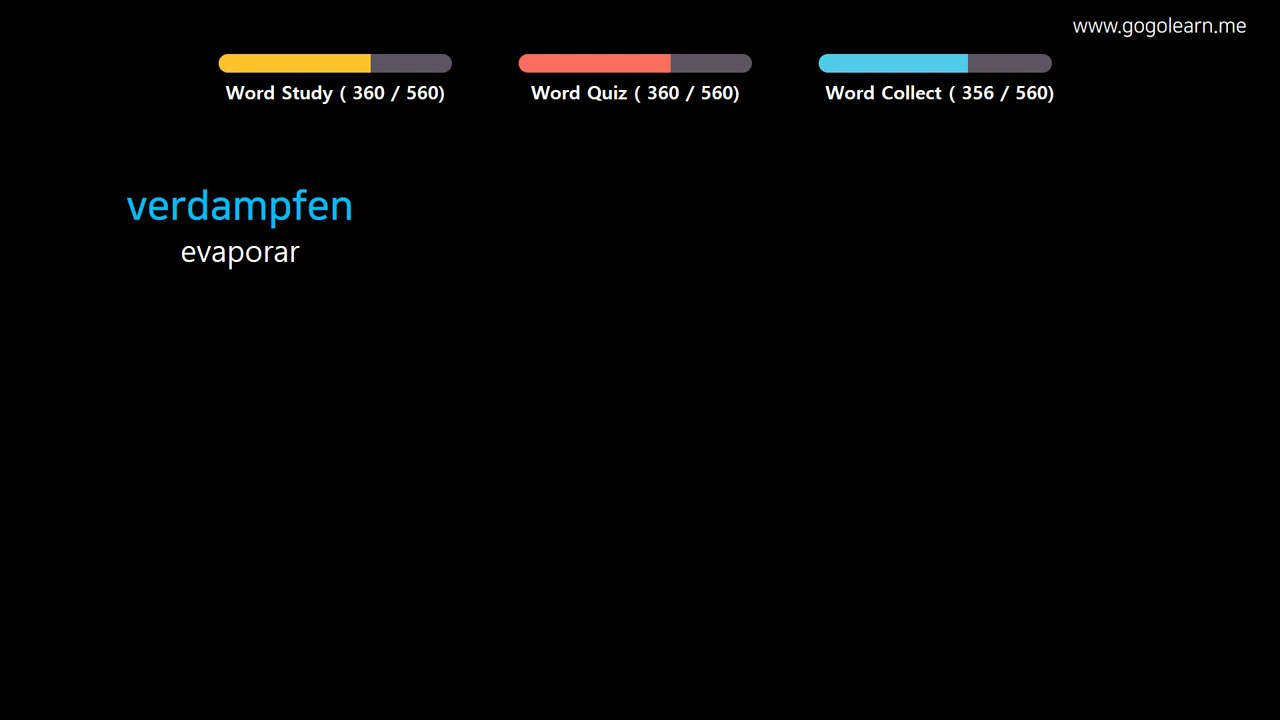 www.gogolearn.me
Word Study ( 360 / 560)
Word Quiz ( 360 / 560)
Word Collect ( 356 / 560)
verdampfen
evaporar